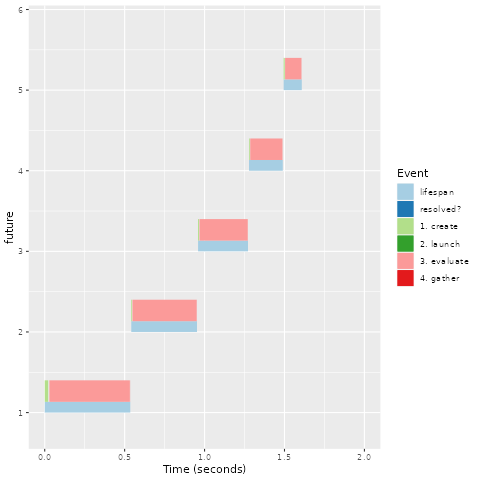 6
5
4
3
2
1
future
0.0
0.5
1.0
1.5
2.0
Time (seconds)
Event
lifespan
resolved?
1. create
2. launch
3. evaluate
4. gather